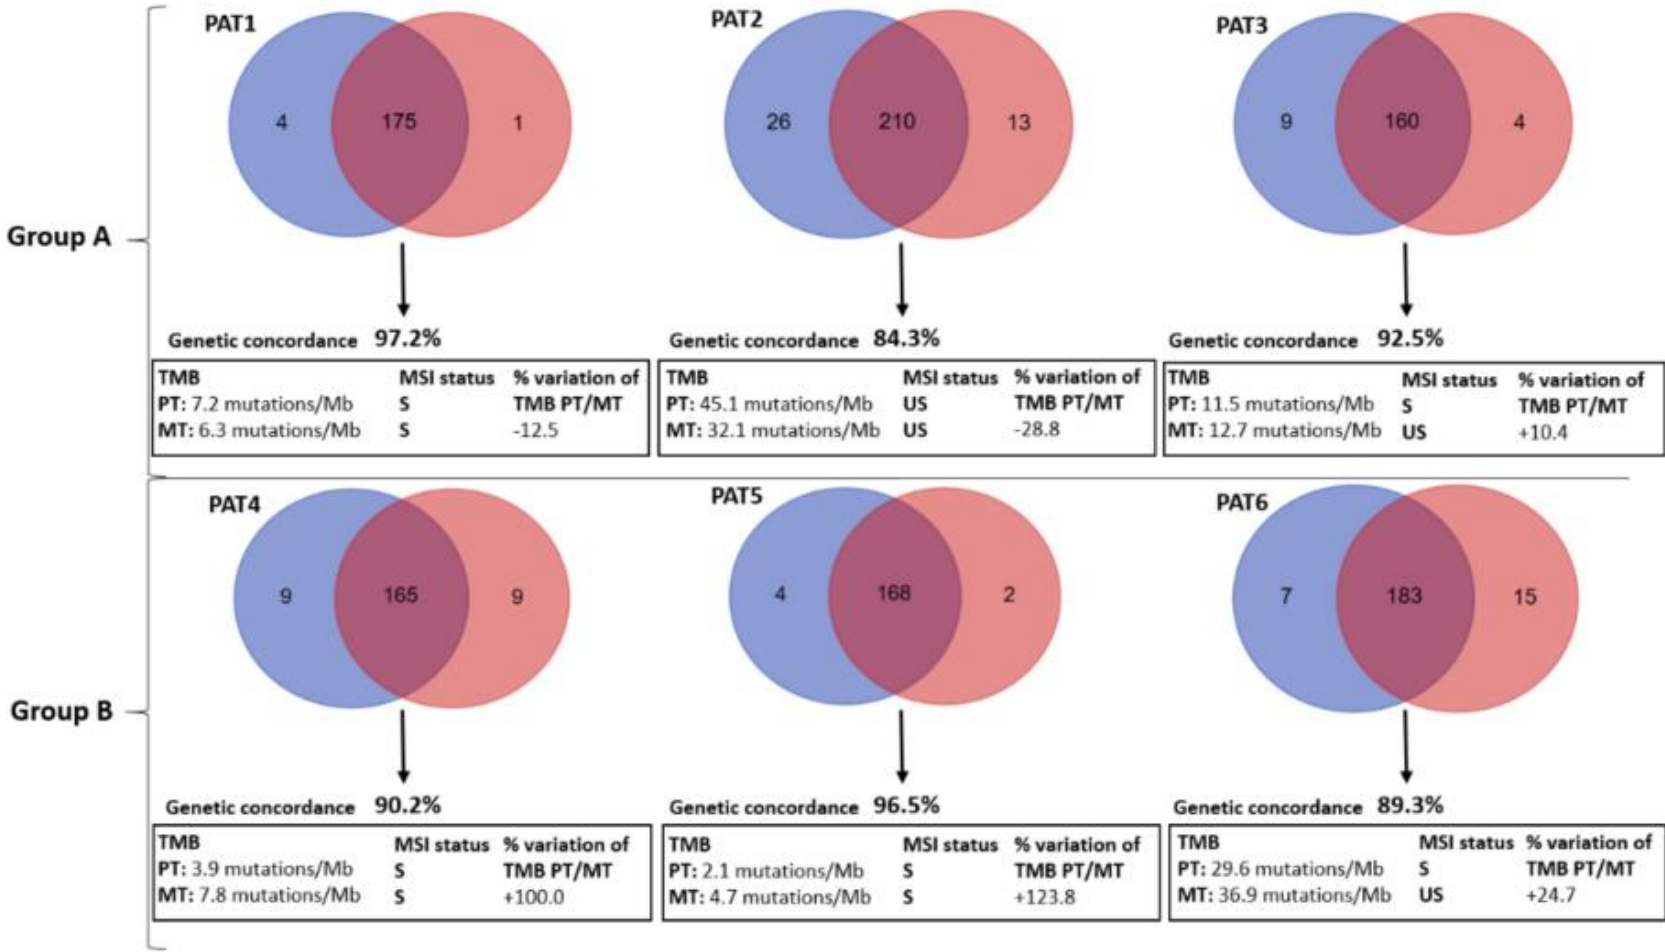 Group A
PAT1
4 175 1
Genetic concordance 97.2%
TMB MSI status % variation of
PT: 7.2 mutations/Mb S TMB PT/MT
MT: 6.3 mutations/Mb S -12.5
PAT2
26 210 13
Genetic concordance 84.3%
TMB MSI status % variation of
PT: 45.1 mutations/Mb US TMB PT/MT
MT: 32.1 mutations/Mb US -28.8
PAT3
9 160 4
Genetic concordance 92.5%
TMB MSI status % variation of
PT: 11.5 mutations/Mb S TMB PT/MT
MT: 12.7 mutations/Mb US +10.4
Group B
PAT4
9 165 9
Genetic concordance 90.2%
TMB MSI status % variation of
PT: 3.9 mutations/Mb S TMB PT/MT
MT: 7.8 mutations/Mb S +100.0
PAT5
4 168 2
Genetic concordance 96.5%
TMB MSI status % variation of
PT: 2.1 mutations/Mb S TMB PT/MT
MT: 4.7 mutations/Mb S +123.8
PAT6
7 183 15
Genetic concordance 89.3%
TMB MSI status % variation of
PT: 29.6 mutations/Mb S TMB PT/MT
MT: 36.9 mutations/Mb US +24.7